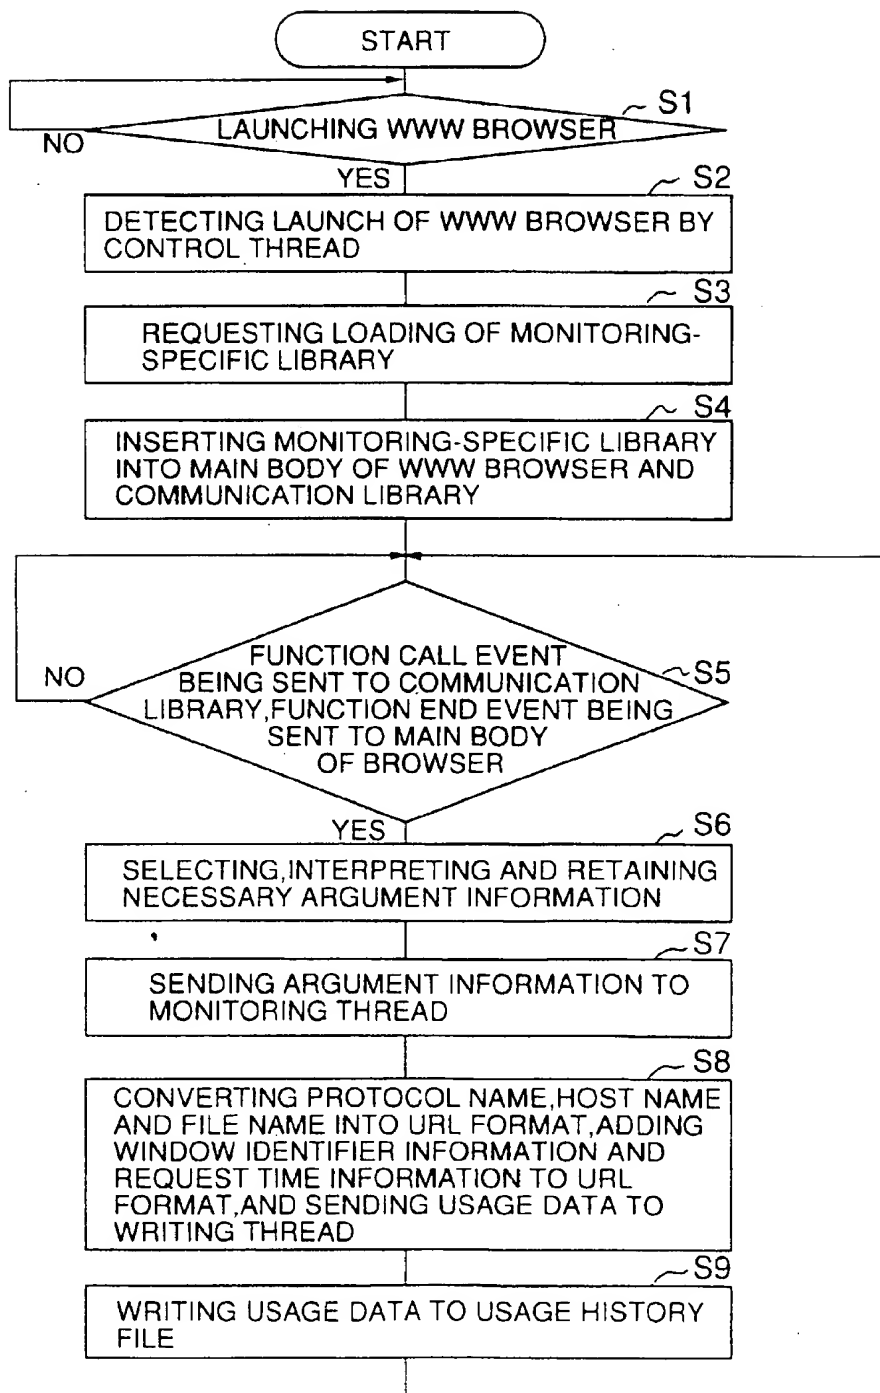 START
S1
LAUNCHING WWW BROWSER
NO
YES
S2
DETECTING LAUNCH OF WWW BROWSER BY
CONTROL THREAD
S3
REQUESTING LOADING OF MONITORING-
SPECIFIC LIBRARY
S4
INSERTING MONITORING-SPECIFIC LIBRARY
INTO MAIN BODY OF WWW BROWSER AND
COMMUNICATION LIBRARY
FUNCTION CALL EVENT
NO
S5
BEING SENT TO COMMUNICATION
LIBRARY,FUNCTION END EVENT BEING
SENT TO MAIN BODY
OF BROWSER
YES
S6
SELECTING,INTERPRETING AND RETAINING
NECESSARY ARGUMENT INFORMATION
S7
SENDING ARGUMENT INFORMATION TO
MONITORING THREAD
S8
CONVERTING PROTOCOL NAME,HOST NAME
AND FILE NAME INTO URL FORMAT,ADDING
WINDOW IDENTIFIER INFORMATION AND
REQUEST TIME INFORMATION TO URL
FORMAT,AND SENDING USAGE DATA TO
WRITING THREAD
S9
WRITING USAGE DATA TO USAGE HISTORY
FILE